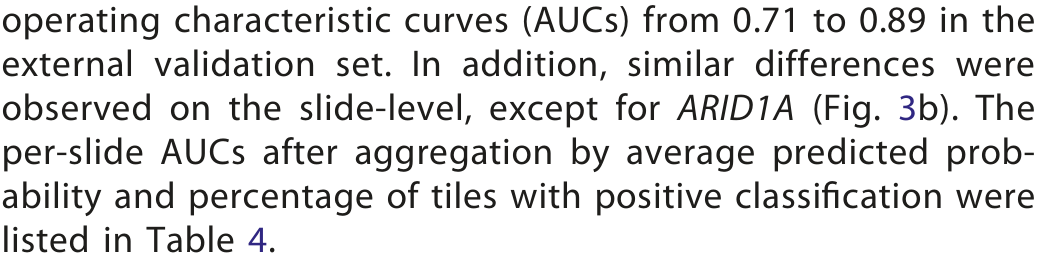 operating characteristic curves (AUCs) from 0.71 to 0.89 in the
external validation set. In addition, similar differences were
observed on the slide-level, except for ARID1A (Fig. 3b). The
per-slide AUCs after aggregation by average predicted prob-
ability and percentage of tiles with positive classification were
listed in Table 4.